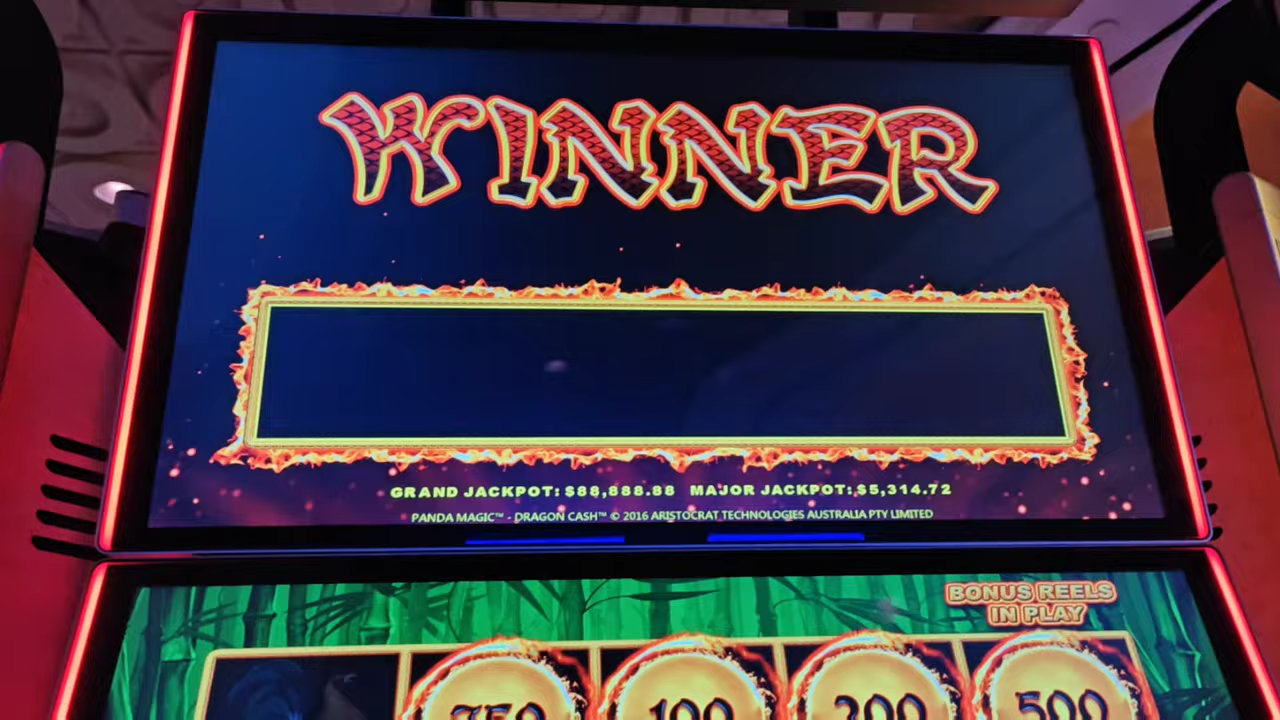 WINNER
GRAND JACKPOT: $88,888.88 MAJOR JACKPOT: $5,314.72
PANDA MAGIC™ - DRAGON CASH™ © 2016 ARISTOCRAT TECHNOLOGIES AUSTRALIA PTY LIMITED
BONUS REELS
IN PLAY
750 100 200 500